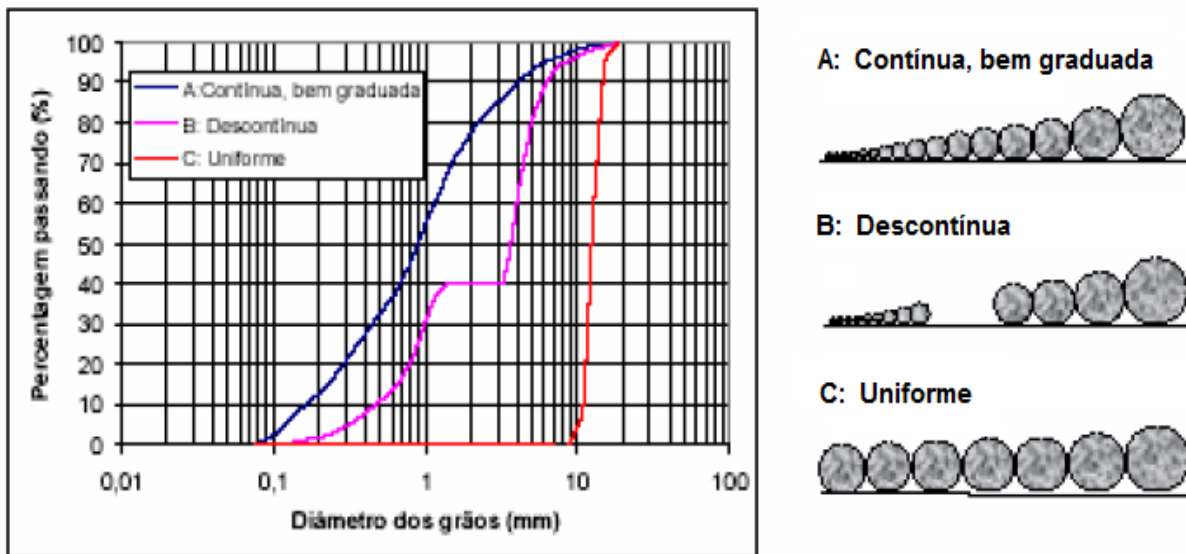 100
90
80
70
60
50
40
30
20
10
0
Percentagem passando (%)
A:Contínua, bem graduada
B: Descontínua
C: Uniforme
0,01
0,1
1
10
100
Diâmetro dos grãos (mm)
A: Contínua, bem graduada
B: Descontínua
C: Uniforme